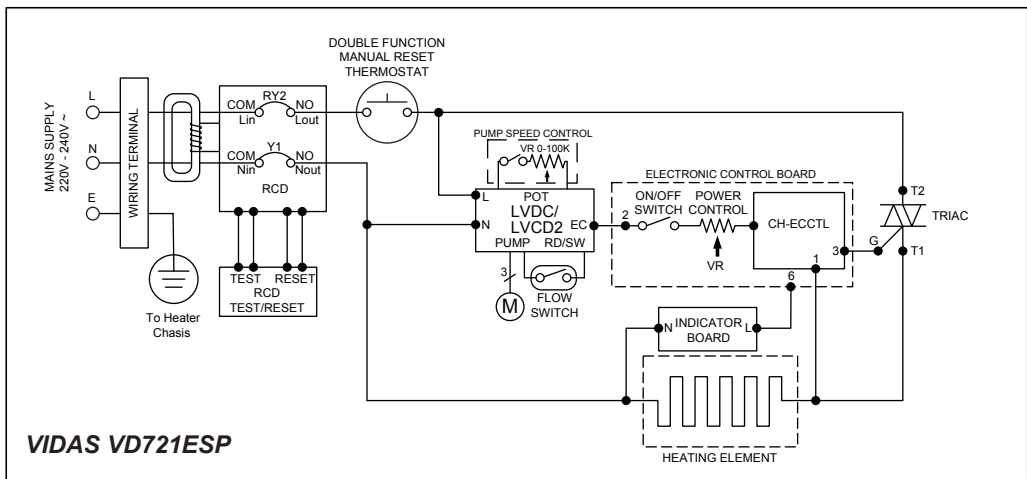 DOUBLE FUNCTION
MANUAL RESET
THERMOSTAT
MAINS SUPPLY
220V - 240V ~
L
N
E
WIRING TERMINAL
COM
RY2
NO
Lin
Lout
COM
Y1
NO
Nin
Nout
RCD
TEST
RESET
RCD
TEST/RESET
To Heater
Chasis
PUMP SPEED CONTROL
VR 0-100K
L
POT
N
LVDC/
LVCD2
EC
PUMP
RD/SW
3
M
FLOW
SWITCH
ELECTRONIC CONTROL BOARD
ON/OFF
SWITCH
POWER
CONTROL
2
VR
CH-ECCTL
3
1
6
G
T2
TRIAC
T1
N
INDICATOR
BOARD
L
HEATING ELEMENT
VIDAS VD721ESP